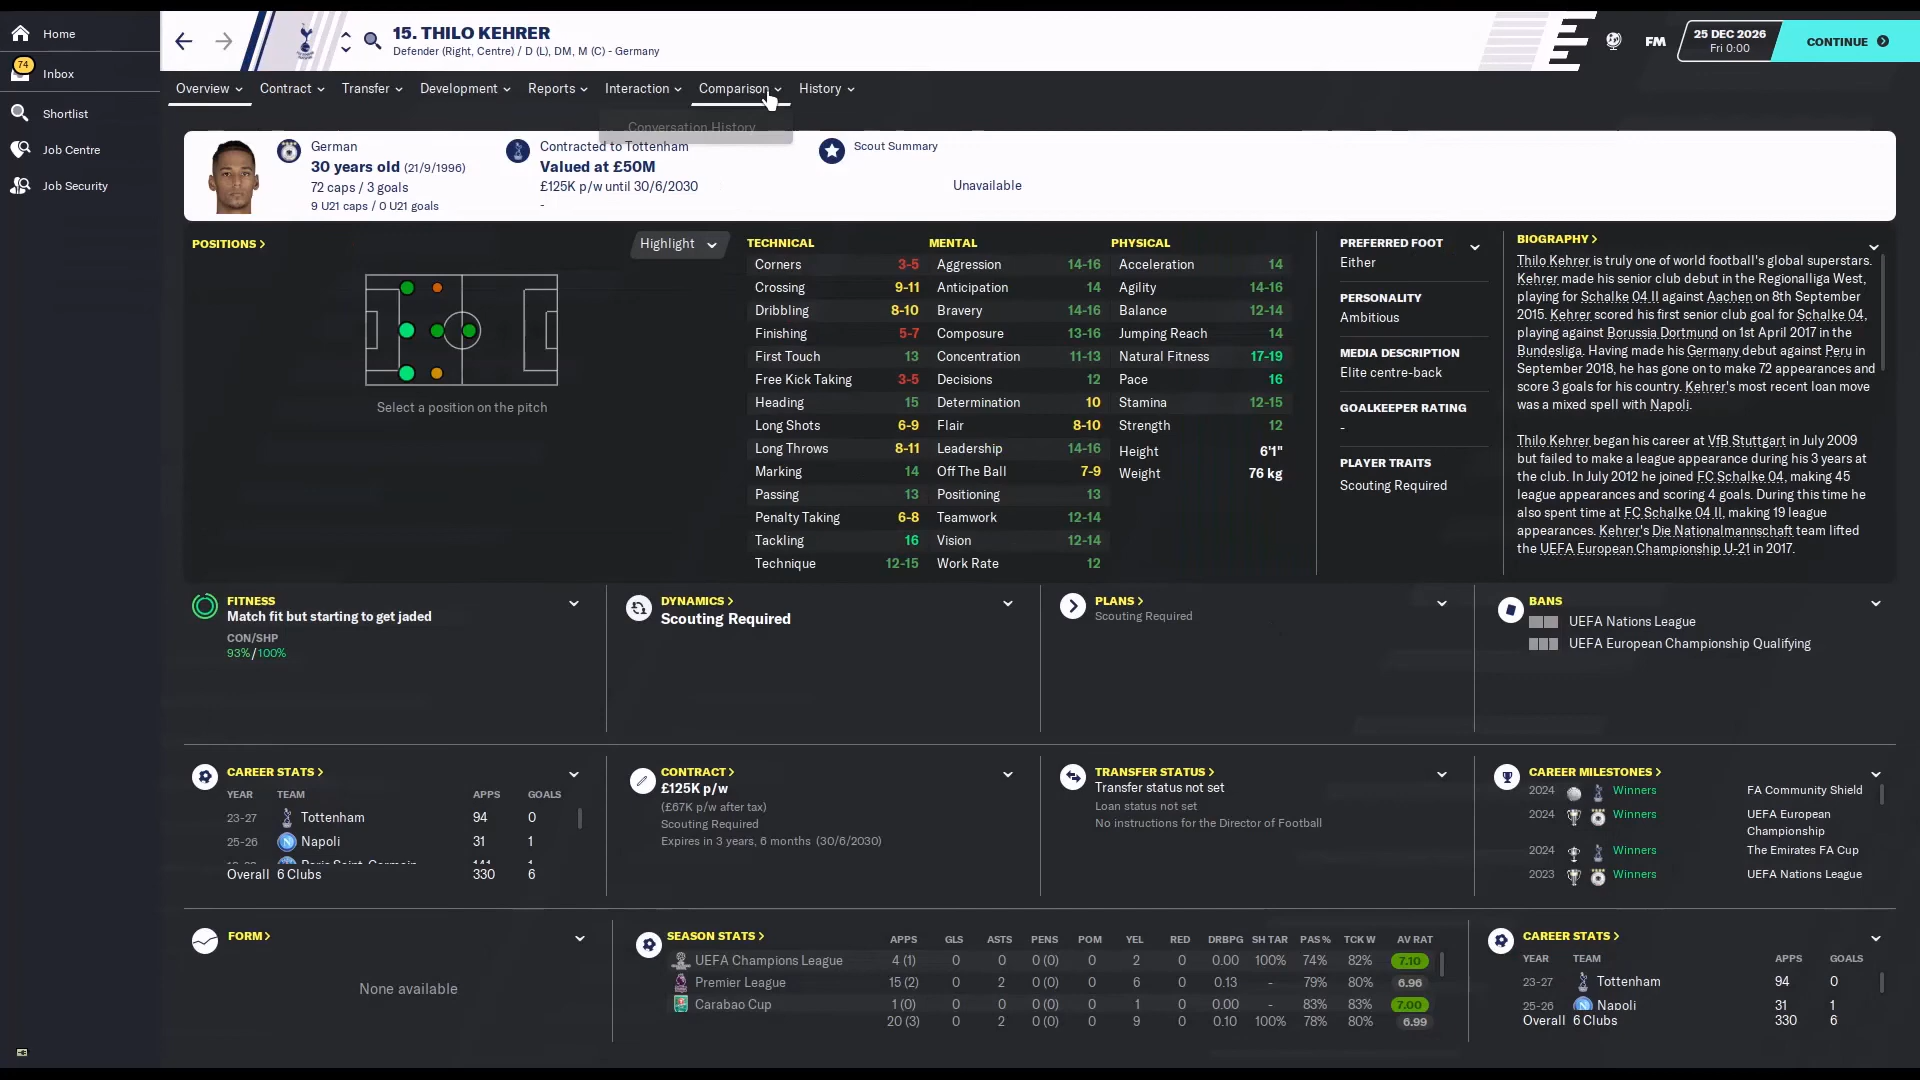 Home
74
Inbox
Shortlist
Job Centre
Job Security
15. THILO KEHRER
Defender (Right, Centre) / D (L), DM, M (C) - Germany
FM
25 DEC 2026
Fri 0:00
CONTINUE
Overview Contract Transfer Development Reports Interaction Comparison History
Conversation History
German
30 years old (21/9/1996)
72 caps / 3 goals
9 U21 caps / 0 U21 goals
Contracted to Tottenham
Valued at £50M
£125K p/w until 30/6/2030
-
Scout Summary
Unavailable
POSITIONS >
Highlight
Select a position on the pitch
TECHNICAL
Corners 3-5
Crossing 9-11
Dribbling 8-10
Finishing 5-7
First Touch 13
Free Kick Taking 3-5
Heading 15
Long Shots 6-9
Long Throws 8-11
Marking 14
Passing 13
Penalty Taking 6-8
Tackling 16
Technique 12-15
MENTAL
Aggression 14-16
Anticipation 14
Bravery 14-16
Composure 13-16
Concentration 11-13
Decisions 12
Determination 10
Flair 8-10
Leadership 14-16
Off The Ball 7-9
Positioning 13
Teamwork 12-14
Vision 12-14
Work Rate 12
PHYSICAL
Acceleration 14
Agility 14-16
Balance 12-14
Jumping Reach 14
Natural Fitness 17-19
Pace 16
Stamina 12-15
Strength 12
Height 6'1"
Weight 76 kg
PREFERRED FOOT
Either
PERSONALITY
Ambitious
MEDIA DESCRIPTION
Elite centre-back
GOALKEEPER RATING
-
PLAYER TRAITS
Scouting Required
BIOGRAPHY >
Thilo Kehrer is truly one of world football's global superstars.
Kehrer made his senior club debut in the Regionalliga West,
playing for Schalke 04 II against Aachen on 8th September
2015. Kehrer scored his first senior club goal for Schalke 04,
playing against Borussia Dortmund on 1st April 2017 in the
Bundesliga. Having made his Germany debut against Peru in
September 2018, he has gone on to make 72 appearances and
score 3 goals for his country. Kehrer's most recent loan move
was a mixed spell with Napoli.
Thilo Kehrer began his career at VfB Stuttgart in July 2009
but failed to make a league appearance during his 3 years at
the club. In July 2012 he joined FC Schalke 04, making 45
league appearances and scoring 4 goals. During this time he
also spent time at FC Schalke 04 II, making 19 league
appearances. Kehrer's Die Nationalmannschaft team lifted
the UEFA European Championship U-21 in 2017.
FITNESS
Match fit but starting to get jaded
CON/SHP
93%/100%
DYNAMICS >
Scouting Required
PLANS >
Scouting Required
BANS
UEFA Nations League
UEFA European Championship Qualifying
CAREER STATS >
YEAR TEAM APPS GOALS
23-27 Tottenham 94 0
25-26 Napoli 31 1
Paris Saint-Germain 141 1
Overall 6 Clubs 330 6
CONTRACT >
£125K p/w
(£67K p/w after tax)
Scouting Required
Expires in 3 years, 6 months (30/6/2030)
TRANSFER STATUS >
Transfer status not set
Loan status not set
No instructions for the Director of Football
CAREER MILESTONES >
2024 Winners FA Community Shield
2024 Winners UEFA European
Championship
2024 Winners The Emirates FA Cup
2023 Winners UEFA Nations League
FORM >
None available
SEASON STATS > APPS GLS ASTS PENS POM YEL RED DRBPG SH TAR PAS % TCK W AV RAT
UEFA Champions League 4 (1) 0 0 0 (0) 0 2 0 0.00 100% 74% 82% 7.10
Premier League 15 (2) 0 2 0 (0) 0 6 0 0.13 - 79% 80% 6.96
Carabao Cup 1 (0) 0 0 0 (0) 0 1 0 0.00 - 83% 83% 7.00
20 (3) 0 2 0 (0) 0 9 0 0.10 100% 78% 80% 6.99
CAREER STATS >
YEAR TEAM APPS GOALS
23-27 Tottenham 94 0
25-26 Napoli 31 1
Overall 6 Clubs 330 6